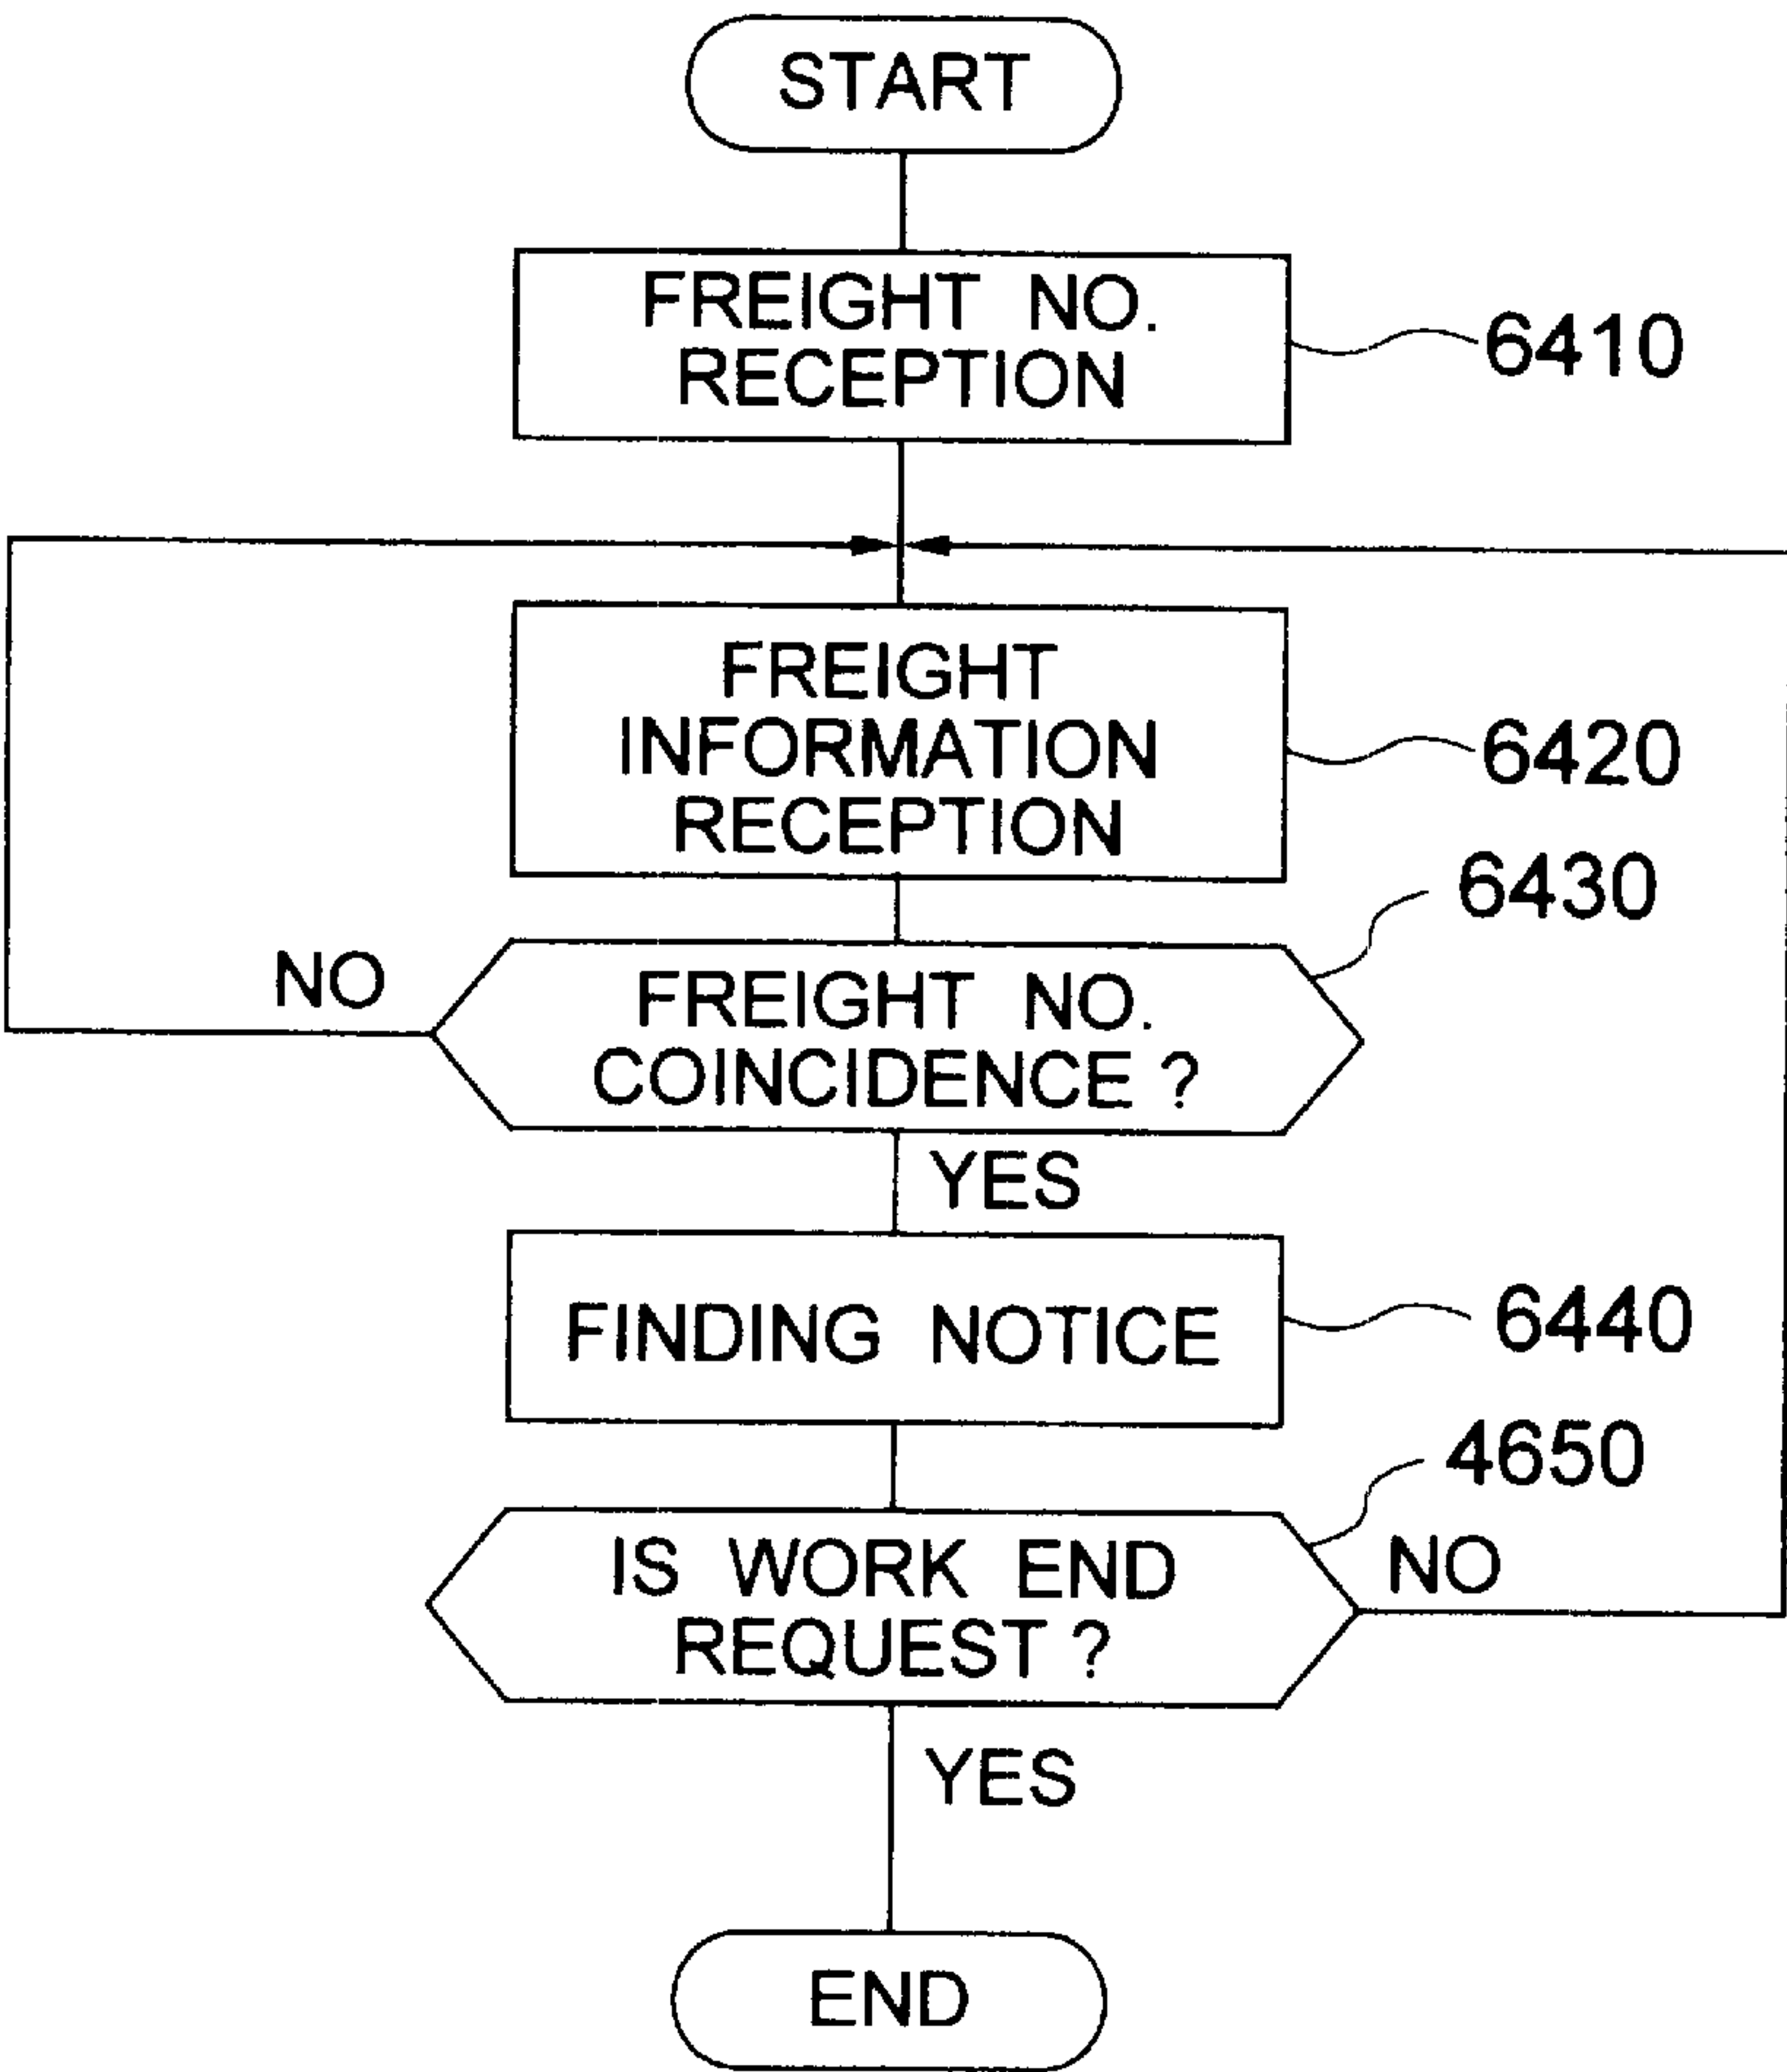 START
FREIGHT NO.
RECEPTION
6410
FREIGHT
INFORMATION
RECEPTION
6420
6430
NO
FREIGHT NO.
COINCIDENCE ?
YES
FINDING NOTICE
6440
4650
IS WORK END
REQUEST ?
NO
YES
END